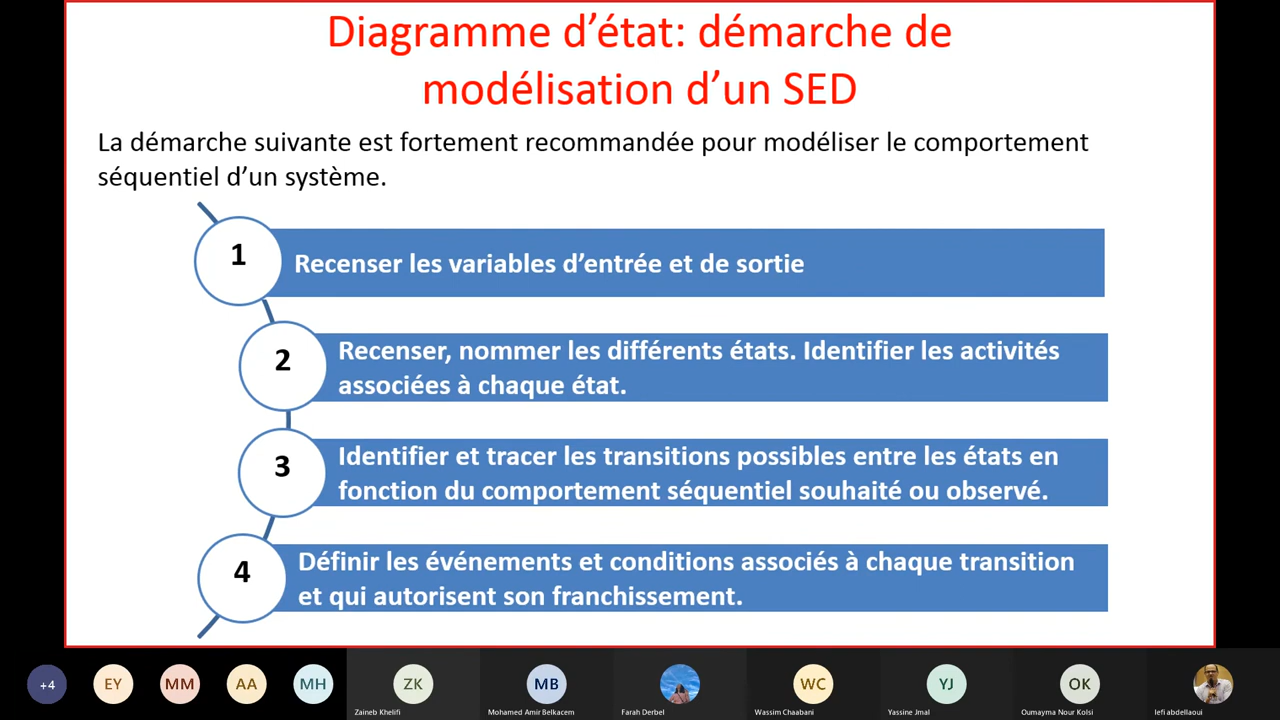 Diagramme d’état: démarche de
modélisation d’un SED
La démarche suivante est fortement recommandée pour modéliser le comportement
séquentiel d’un système.
1
Recenser les variables d’entrée et de sortie
2
Recenser, nommer les différents états. Identifier les activités
associées à chaque état.
3
Identifier et tracer les transitions possibles entre les états en
fonction du comportement séquentiel souhaité ou observé.
4
Définir les événements et conditions associés à chaque transition
et qui autorisent son franchissement.
+4
EY
MM
AA
MH
ZK
MB
WC
YJ
OK
Zaineb Khelifi
Mohamed Amir Belkacem
Farah Derbel
Wassim Chaabani
Yassine Jmal
Oumayma Nour Kolsi
lefi abdellaoui